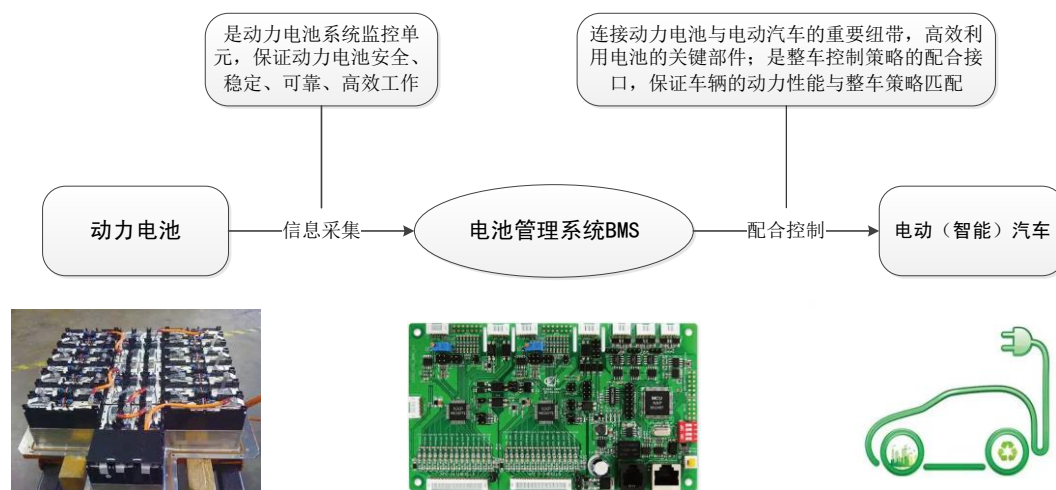 是动力电池系统监控单
元，保证动力电池安全、
稳定、可靠、高效工作
连接动力电池与电动汽车的重要纽带，高效利
用电池的关键部件；是整车控制策略的配合接
口，保证车辆的动力性能与整车策略匹配
动力电池
信息采集
电池管理系统BMS
配合控制
电动（智能）汽车
MCU